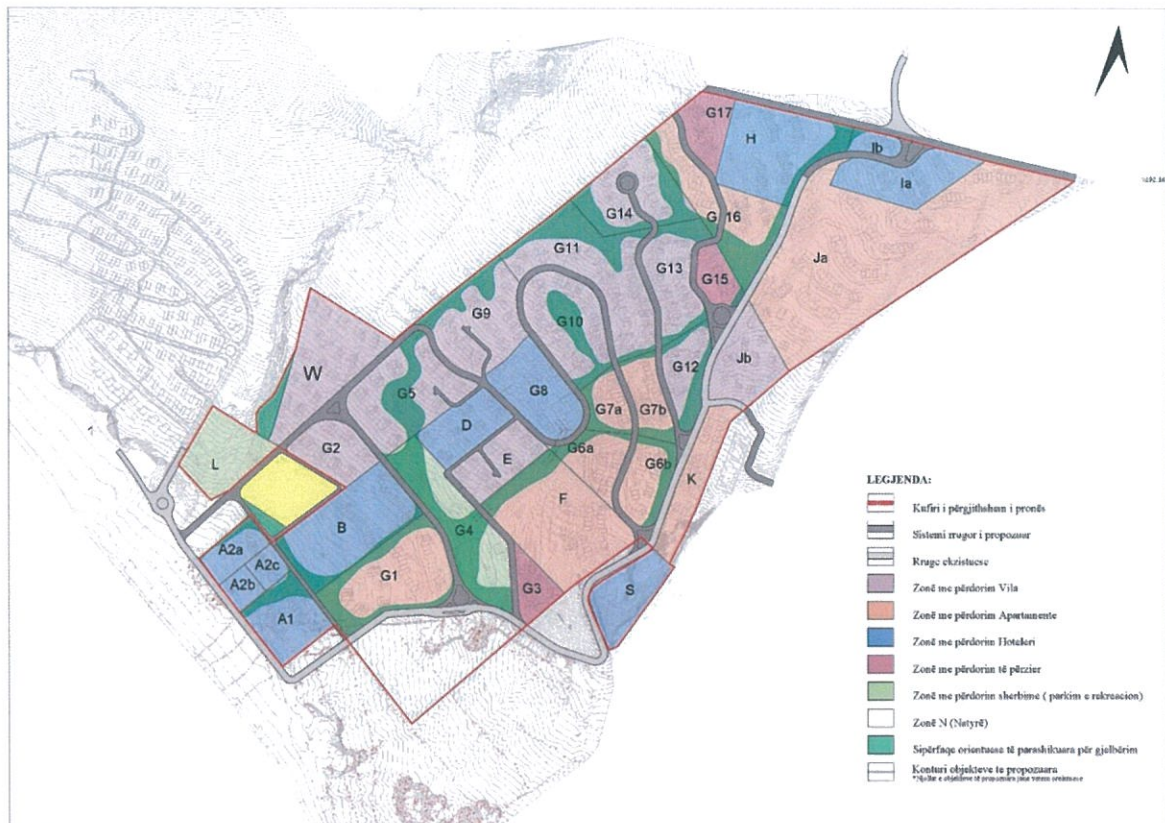 G17
H
Ib
Ia
G14
G16
G11
G13
Ja
G15
G9
G10
Jb
G12
W
G5
G8
G7a
G7b
D
G2
E
G6a
G6b
L
K
F
B
G4
A2a
A2c
A2b
G1
G3
S
A1
LEGJENDA:
Kufiri i përgjithshëm i pronës
Sistemi rrugor i propozuar
Rruge ekzistuese
Zonë me përdorim Vila
Zonë me përdorim Apartamente
Zonë me përdorim Hoteleri
Zonë me përdorim të përzier
Zonë me përdorim sherbime ( parkim e rekreacion)
Zonë N (Natyrë)
Sipërfaqe orientuese të parashikuara për gjelbërim
Konturi objekteve te propozuara